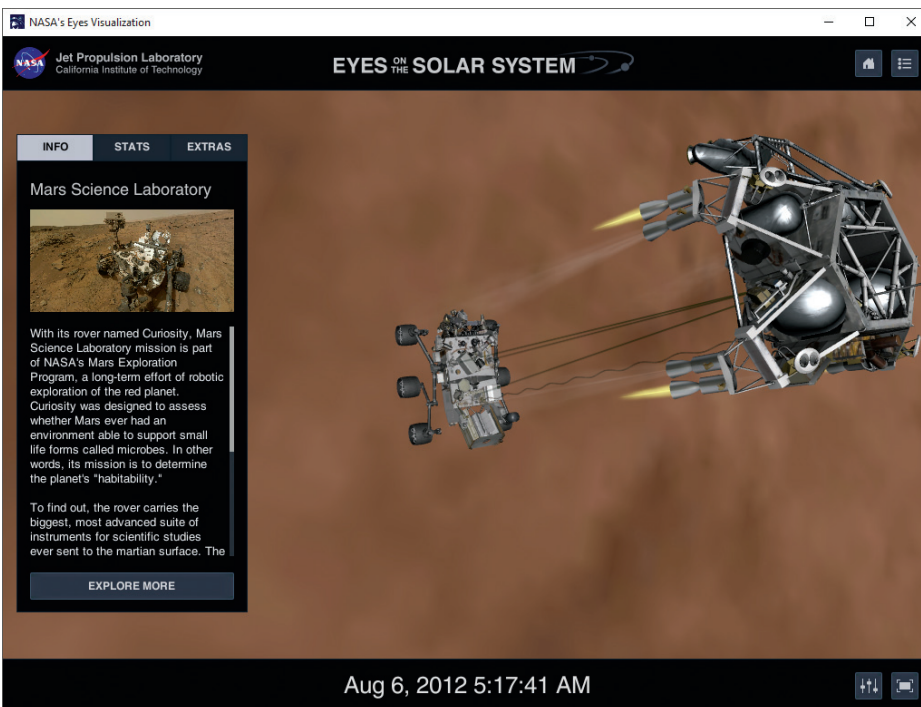 NASA's Eyes Visualization
NASA
Jet Propulsion Laboratory
California Institute of Technology
EYES ON THE SOLAR SYSTEM
INFO STATS EXTRAS
Mars Science Laboratory
With its rover named Curiosity, Mars
Science Laboratory mission is part
of NASA's Mars Exploration
Program, a long-term effort of robotic
exploration of the red planet.
Curiosity was designed to assess
whether Mars ever had an
environment able to support small
life forms called microbes. In other
words, its mission is to determine
the planet's "habitability."
To find out, the rover carries the
biggest, most advanced suite of
instruments for scientific studies
ever sent to the martian surface. The
EXPLORE MORE
Aug 6, 2012 5:17:41 AM